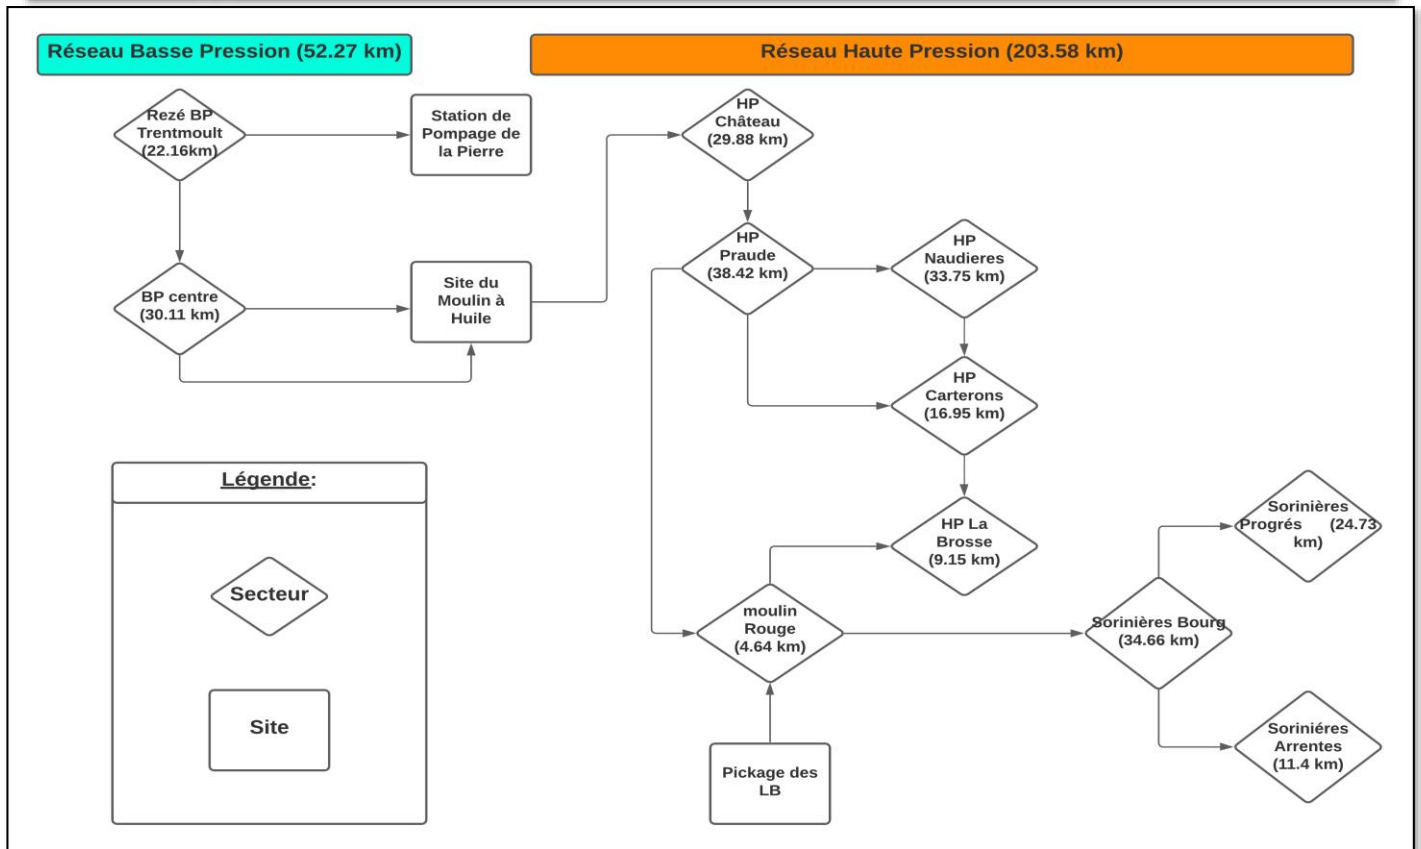 Réseau Basse Pression (52.27 km)
Réseau Haute Pression (203.58 km)
Rezé BP
Trentmoult
(22.16km)
Station de
Pompage de
la Pierre
HP
Château
(29.88 km)
HP
Praude
(38.42 km)
HP
Naudieres
(33.75 km)
BP centre
(30.11 km)
Site du
Moulin à
Huile
HP
Carterons
(16.95 km)
Légende:
Secteur
Site
HP La
Brosse
(9.15 km)
Sorinières
Progrés (24.73
km)
moulin
Rouge
(4.64 km)
Sorinières Bourg
(34.66 km)
Soriniéres
Arrentes
(11.4 km)
Pickage des
LB